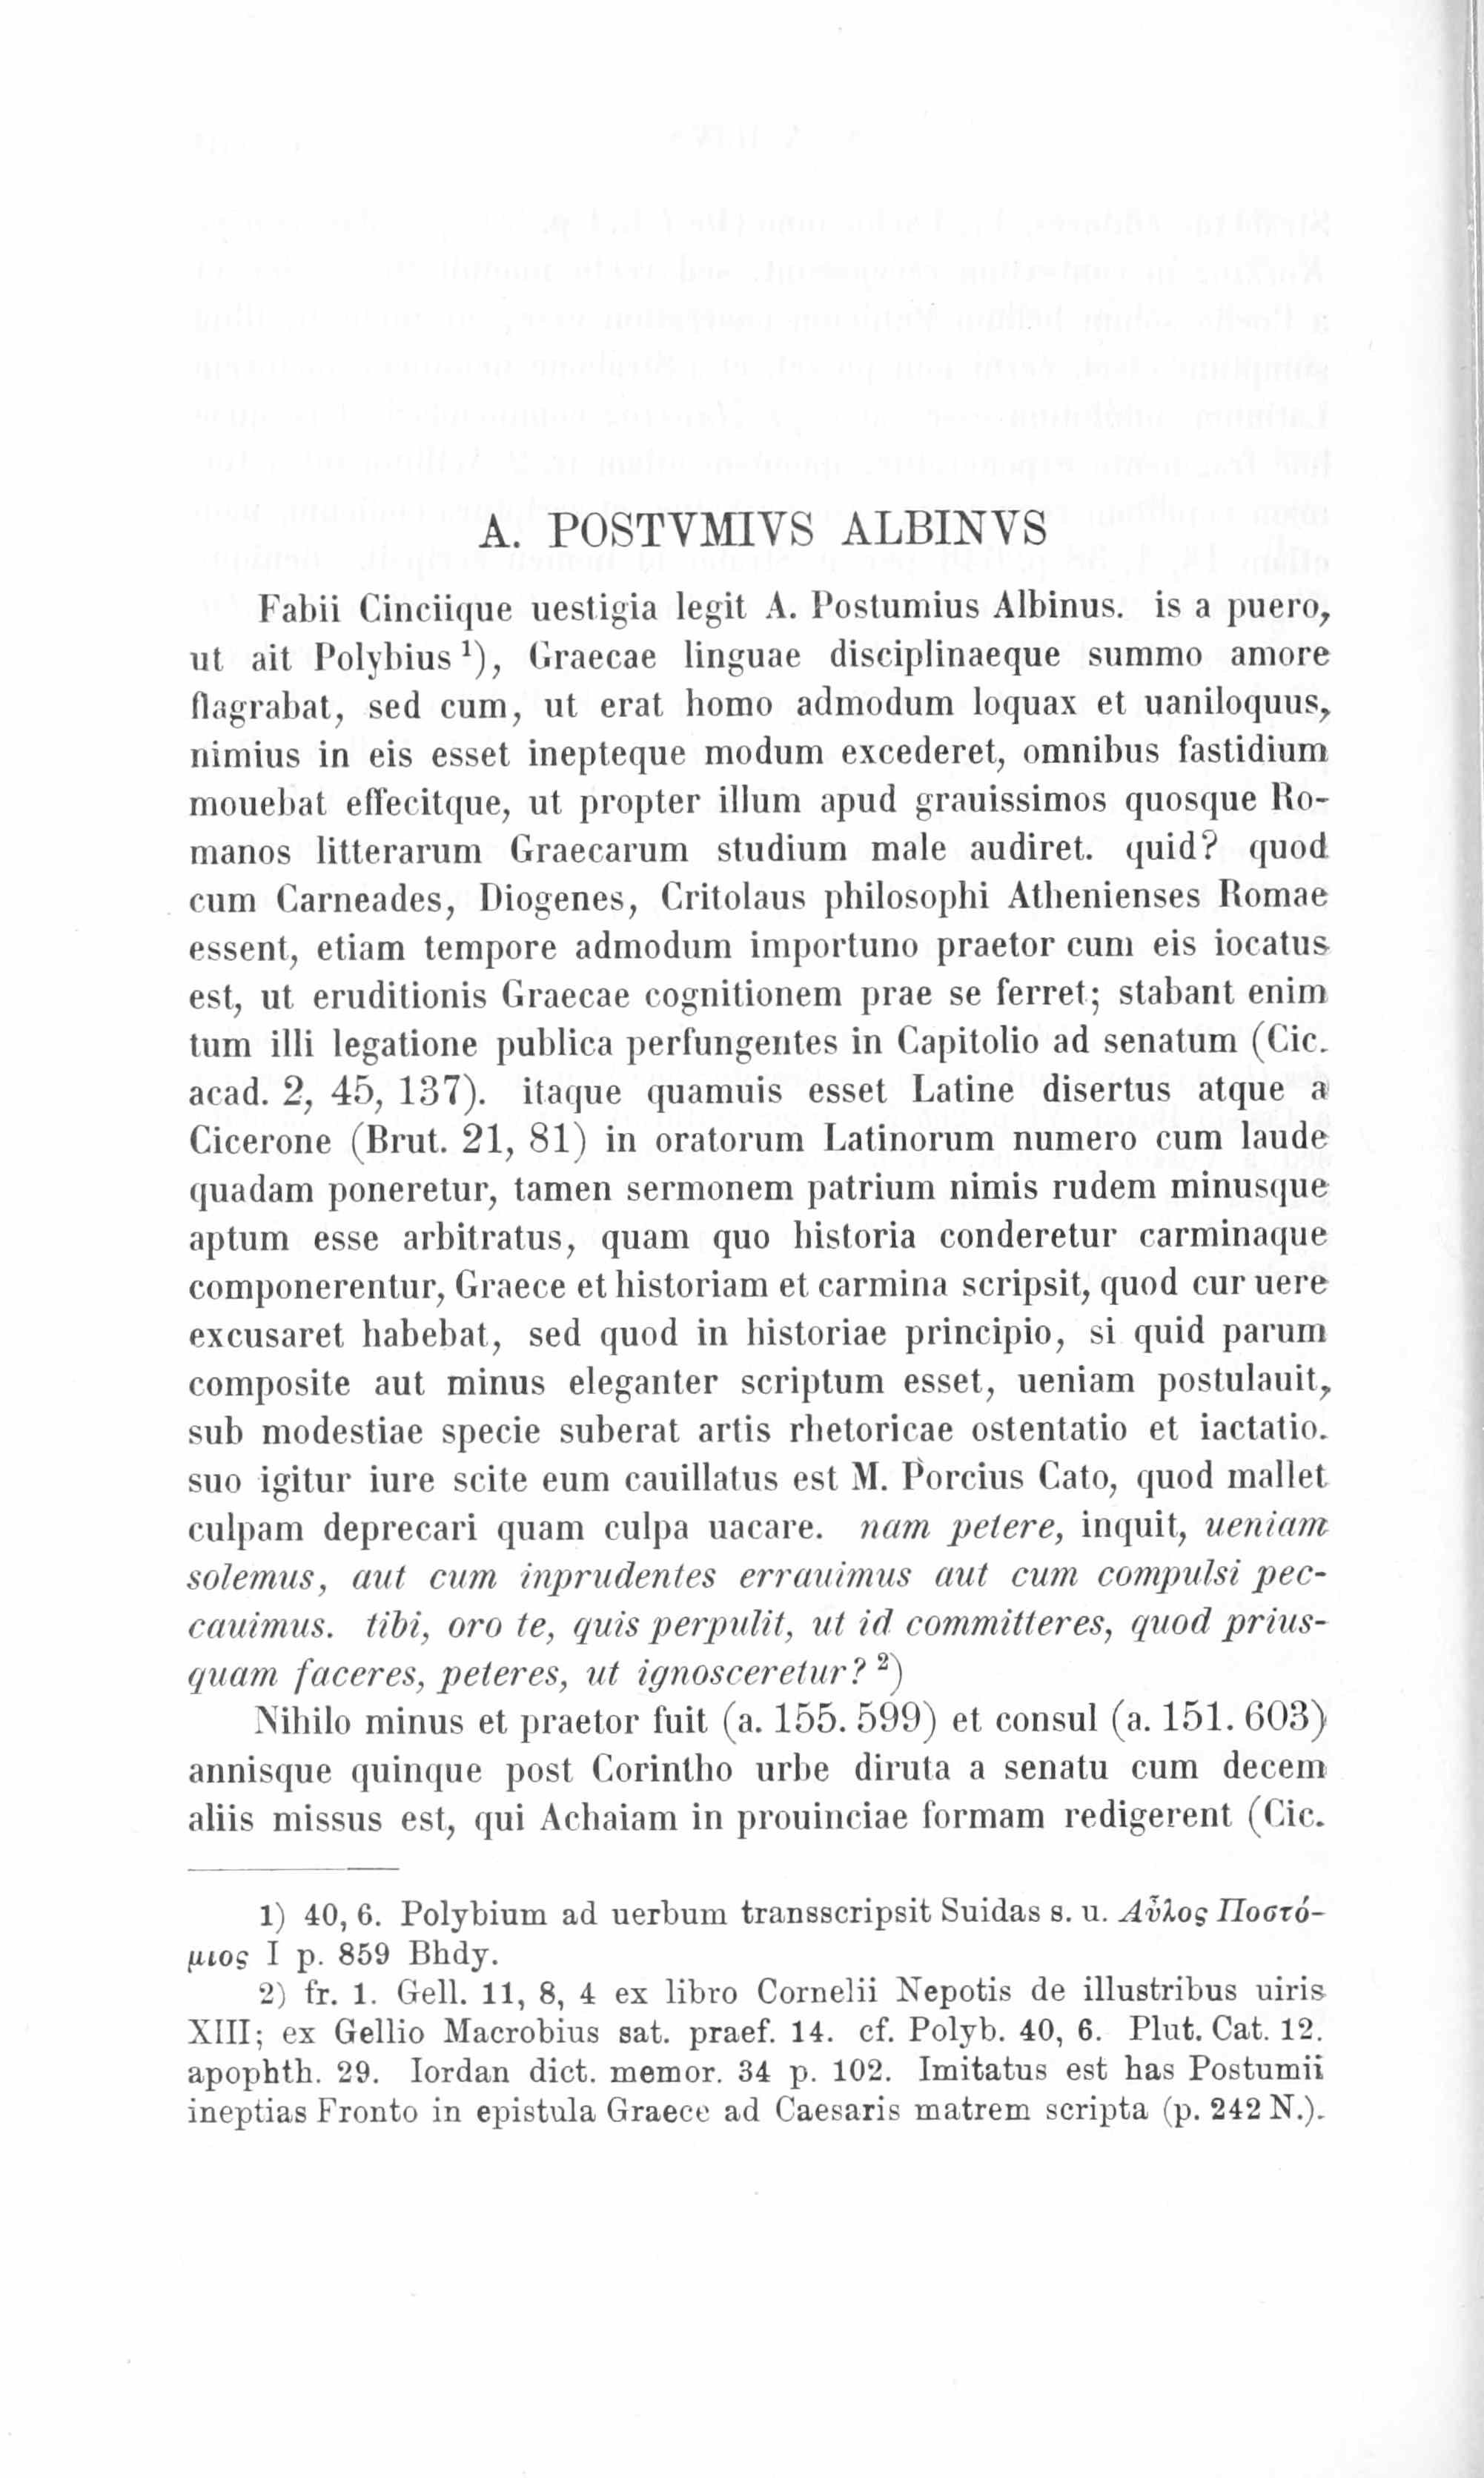 A. POSTVMIVS ALBINVS
Fabii Cinciique uestigia legit A. Postumius Albinus. is a puero,
ut ait Polybius ¹), Graecae linguae disciplinaeque summo amore
flagrabat, sed cum, ut erat homo admodum loquax et uaniloquus,
nimius in eis esset inepteque modum excederet, omnibus fastidium
mouebat effecitque, ut propter illum apud grauissimos quosque Ro-
manos litterarum Graecarum studium male audiret. quid? quod
cum Carneades, Diogenes, Critolaus philosophi Athenienses Romae
essent, etiam tempore admodum importuno praetor cum eis iocatus
est, ut eruditionis Graecae cognitionem prae se ferret; stabant enim
tum illi legatione publica perfungentes in Capitolio ad senatum (Cic.
acad. 2, 45, 137). itaque quamuis esset Latine disertus atque a
Cicerone (Brut. 21, 81) in oratorum Latinorum numero cum laude
quadam poneretur, tamen sermonem patrium nimis rudem minusque
aptum esse arbitratus, quam quo historia conderetur carminaque
componerentur, Graece et historiam et carmina scripsit, quod cur uere
excusaret habebat, sed quod in historiae principio, si quid parum
composite aut minus eleganter scriptum esset, ueniam postulauit,
sub modestiae specie suberat artis rhetoricae ostentatio et iactatio.
suo igitur iure scite eum cauillatus est M. Porcius Cato, quod mallet
culpam deprecari quam culpa uacare. nam petere, inquit, ueniam
solemus, aut cum inprudentes errauimus aut cum compulsi pec-
cauimus. tibi, oro te, quis perpulit, ut id committeres, quod prius-
quam faceres, peteres, ut ignosceretur? ²)
Nihilo minus et praetor fuit (a. 155. 599) et consul (a. 151. 603)
annisque quinque post Corintho urbe diruta a senatu cum decem
aliis missus est, qui Achaiam in prouinciae formam redigerent (Cic.
1) 40, 6. Polybium ad uerbum transscripsit Suidas s. u. Αὖλος Ποστό-
μιος I p. 859 Bhdy.
2) fr. 1. Gell. 11, 8, 4 ex libro Cornelii Nepotis de illustribus uiris
XIII; ex Gellio Macrobius sat. praef. 14. cf. Polyb. 40, 6. Plut. Cat. 12.
apophth. 29. Iordan dict. memor. 34 p. 102. Imitatus est has Postumii
ineptias Fronto in epistula Graece ad Caesaris matrem scripta (p. 242 N.).